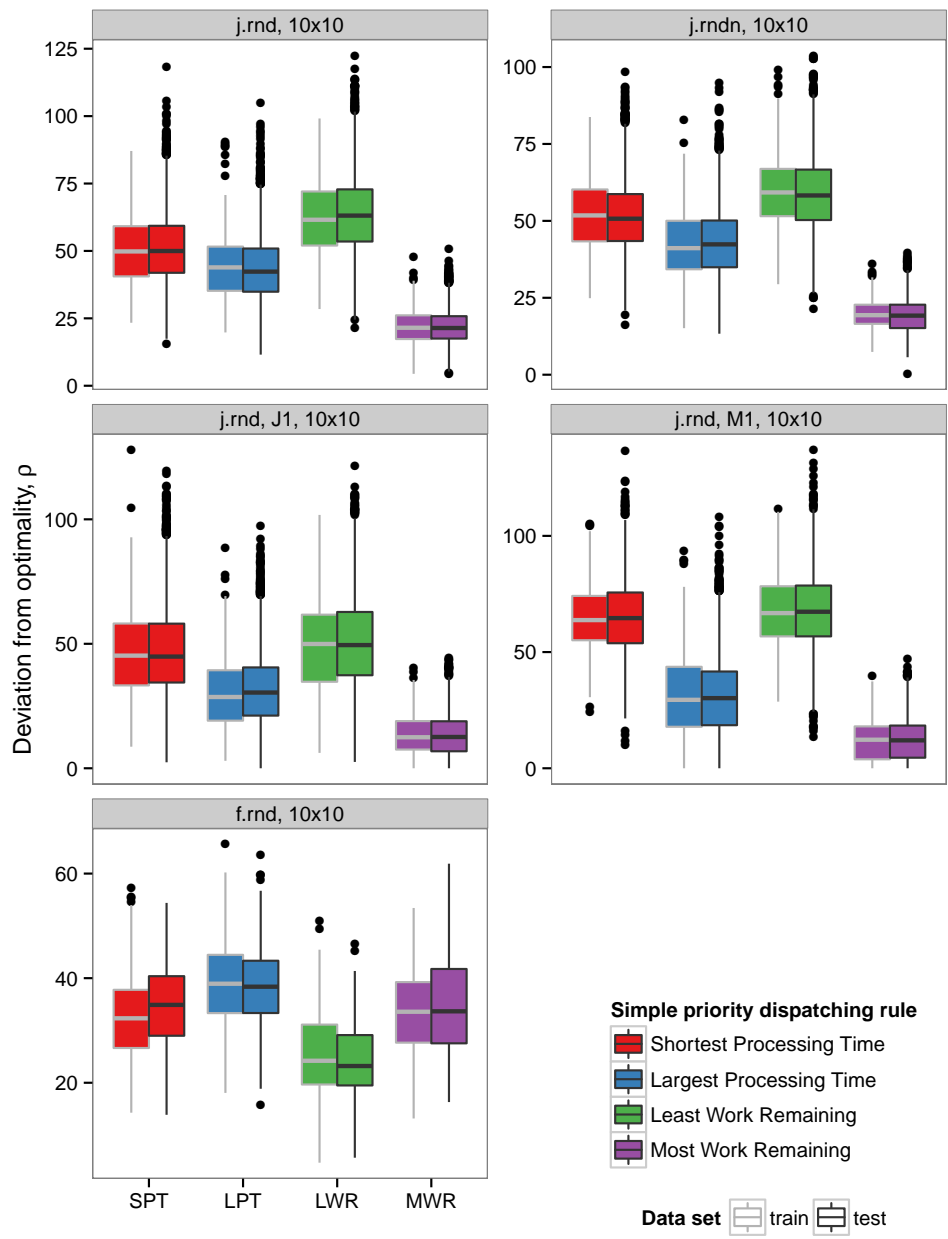 j.rnd, 10x10
125
100
75
50
25
0
j.rndn, 10x10
100
75
50
25
0
Deviation from optimality, ρ
j.rnd, J1, 10x10
100
50
0
j.rnd, M1, 10x10
100
50
0
f.rnd, 10x10
60
40
20
SPT LPT LWR MWR
Simple priority dispatching rule
Shortest Processing Time
Largest Processing Time
Least Work Remaining
Most Work Remaining
Data set train test